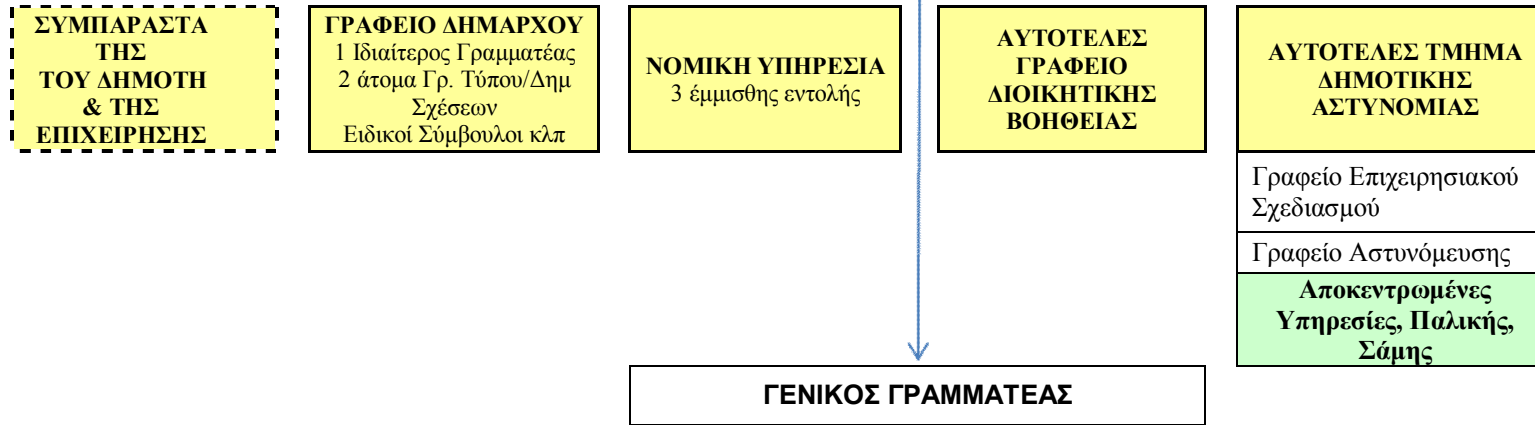 ΣΥΜΠΑΡΑΣΤΑ
ΤΗΣ
ΤΟΥ ΔΗΜΟΤΗ
& ΤΗΣ
ΕΠΙΧΕΙΡΗΣΗΣ
ΓΡΑΦΕΙΟ ΔΗΜΑΡΧΟΥ
1 Ιδιαίτερος Γραμματέας
2 άτομα Γρ. Τύπου/Δημ
Σχέσεων
Ειδικοί Σύμβουλοι κλπ
ΝΟΜΙΚΗ ΥΠΗΡΕΣΙΑ
3 έμμισθης εντολής
ΑΥΤΟΤΕΛΕΣ
ΓΡΑΦΕΙΟ
ΔΙΟΙΚΗΤΙΚΗΣ
ΒΟΗΘΕΙΑΣ
ΑΥΤΟΤΕΛΕΣ ΤΜΗΜΑ
ΔΗΜΟΤΙΚΗΣ
ΑΣΤΥΝΟΜΙΑΣ
Γραφείο Επιχειρησιακού
Σχεδιασμού
Γραφείο Αστυνόμευσης
Αποκεντρωμένες
Υπηρεσίες, Παλικής,
Σάμης
ΓΕΝΙΚΟΣ ΓΡΑΜΜΑΤΕΑΣ